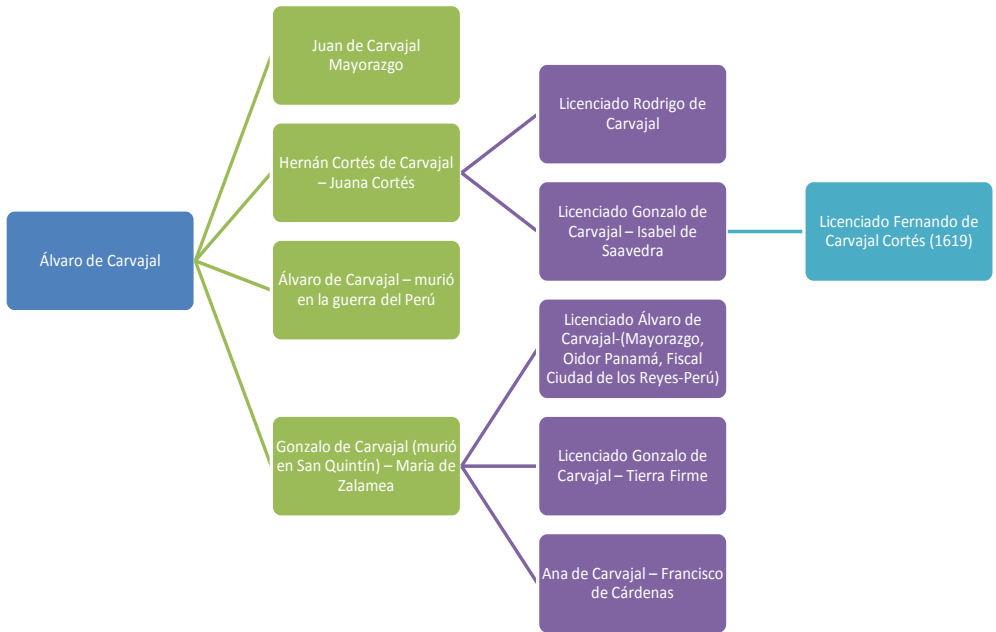 Álvaro de Carvajal
Juan de Carvajal
Mayorazgo
Hernán Cortés de Carvajal
– Juana Cortés
Álvaro de Carvajal – murió
en la guerra del Perú
Gonzalo de Carvajal (murió
en San Quintín) – Maria de
Zalamea
Licenciado Rodrigo de
Carvajal
Licenciado Gonzalo de
Carvajal – Isabel de
Saavedra
Licenciado Álvaro de
Carvajal-(Mayorazgo,
Oidor Panamá, Fiscal
Ciudad de los Reyes-Perú)
Licenciado Gonzalo de
Carvajal – Tierra Firme
Ana de Carvajal – Francisco
de Cárdenas
Licenciado Fernando de
Carvajal Cortés (1619)